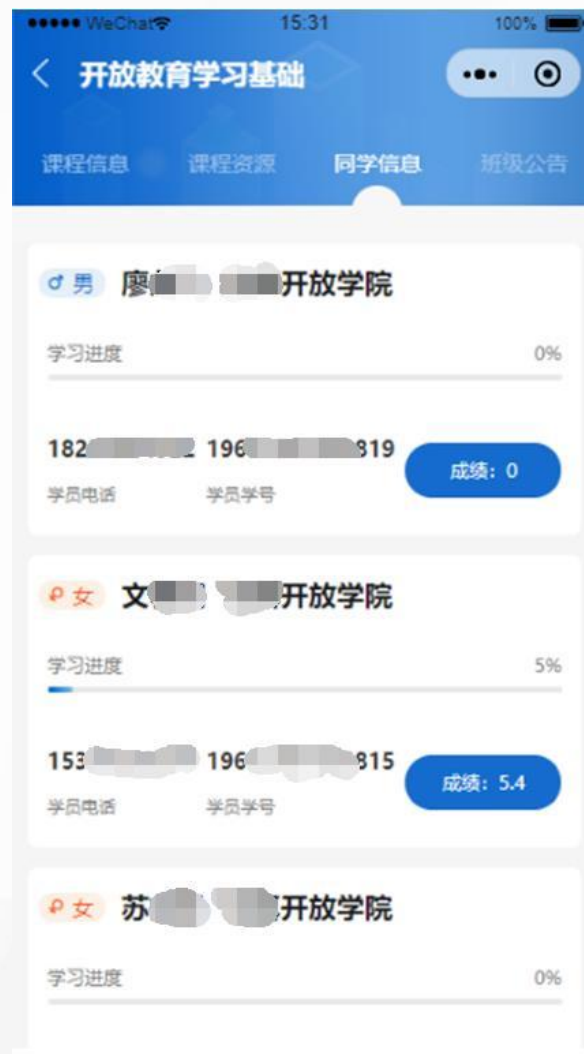 WeChat 15:31 100%
开放教育学习基础
课程信息 课程资源 同学信息 班级公告
男 廖 开放学院
学习进度 0%
182 2 196 819
成绩：0
学员电话 学员学号
女 文 开放学院
学习进度 5%
153 196 815
成绩：5.4
学员电话 学员学号
女 苏 开放学院
学习进度 0%